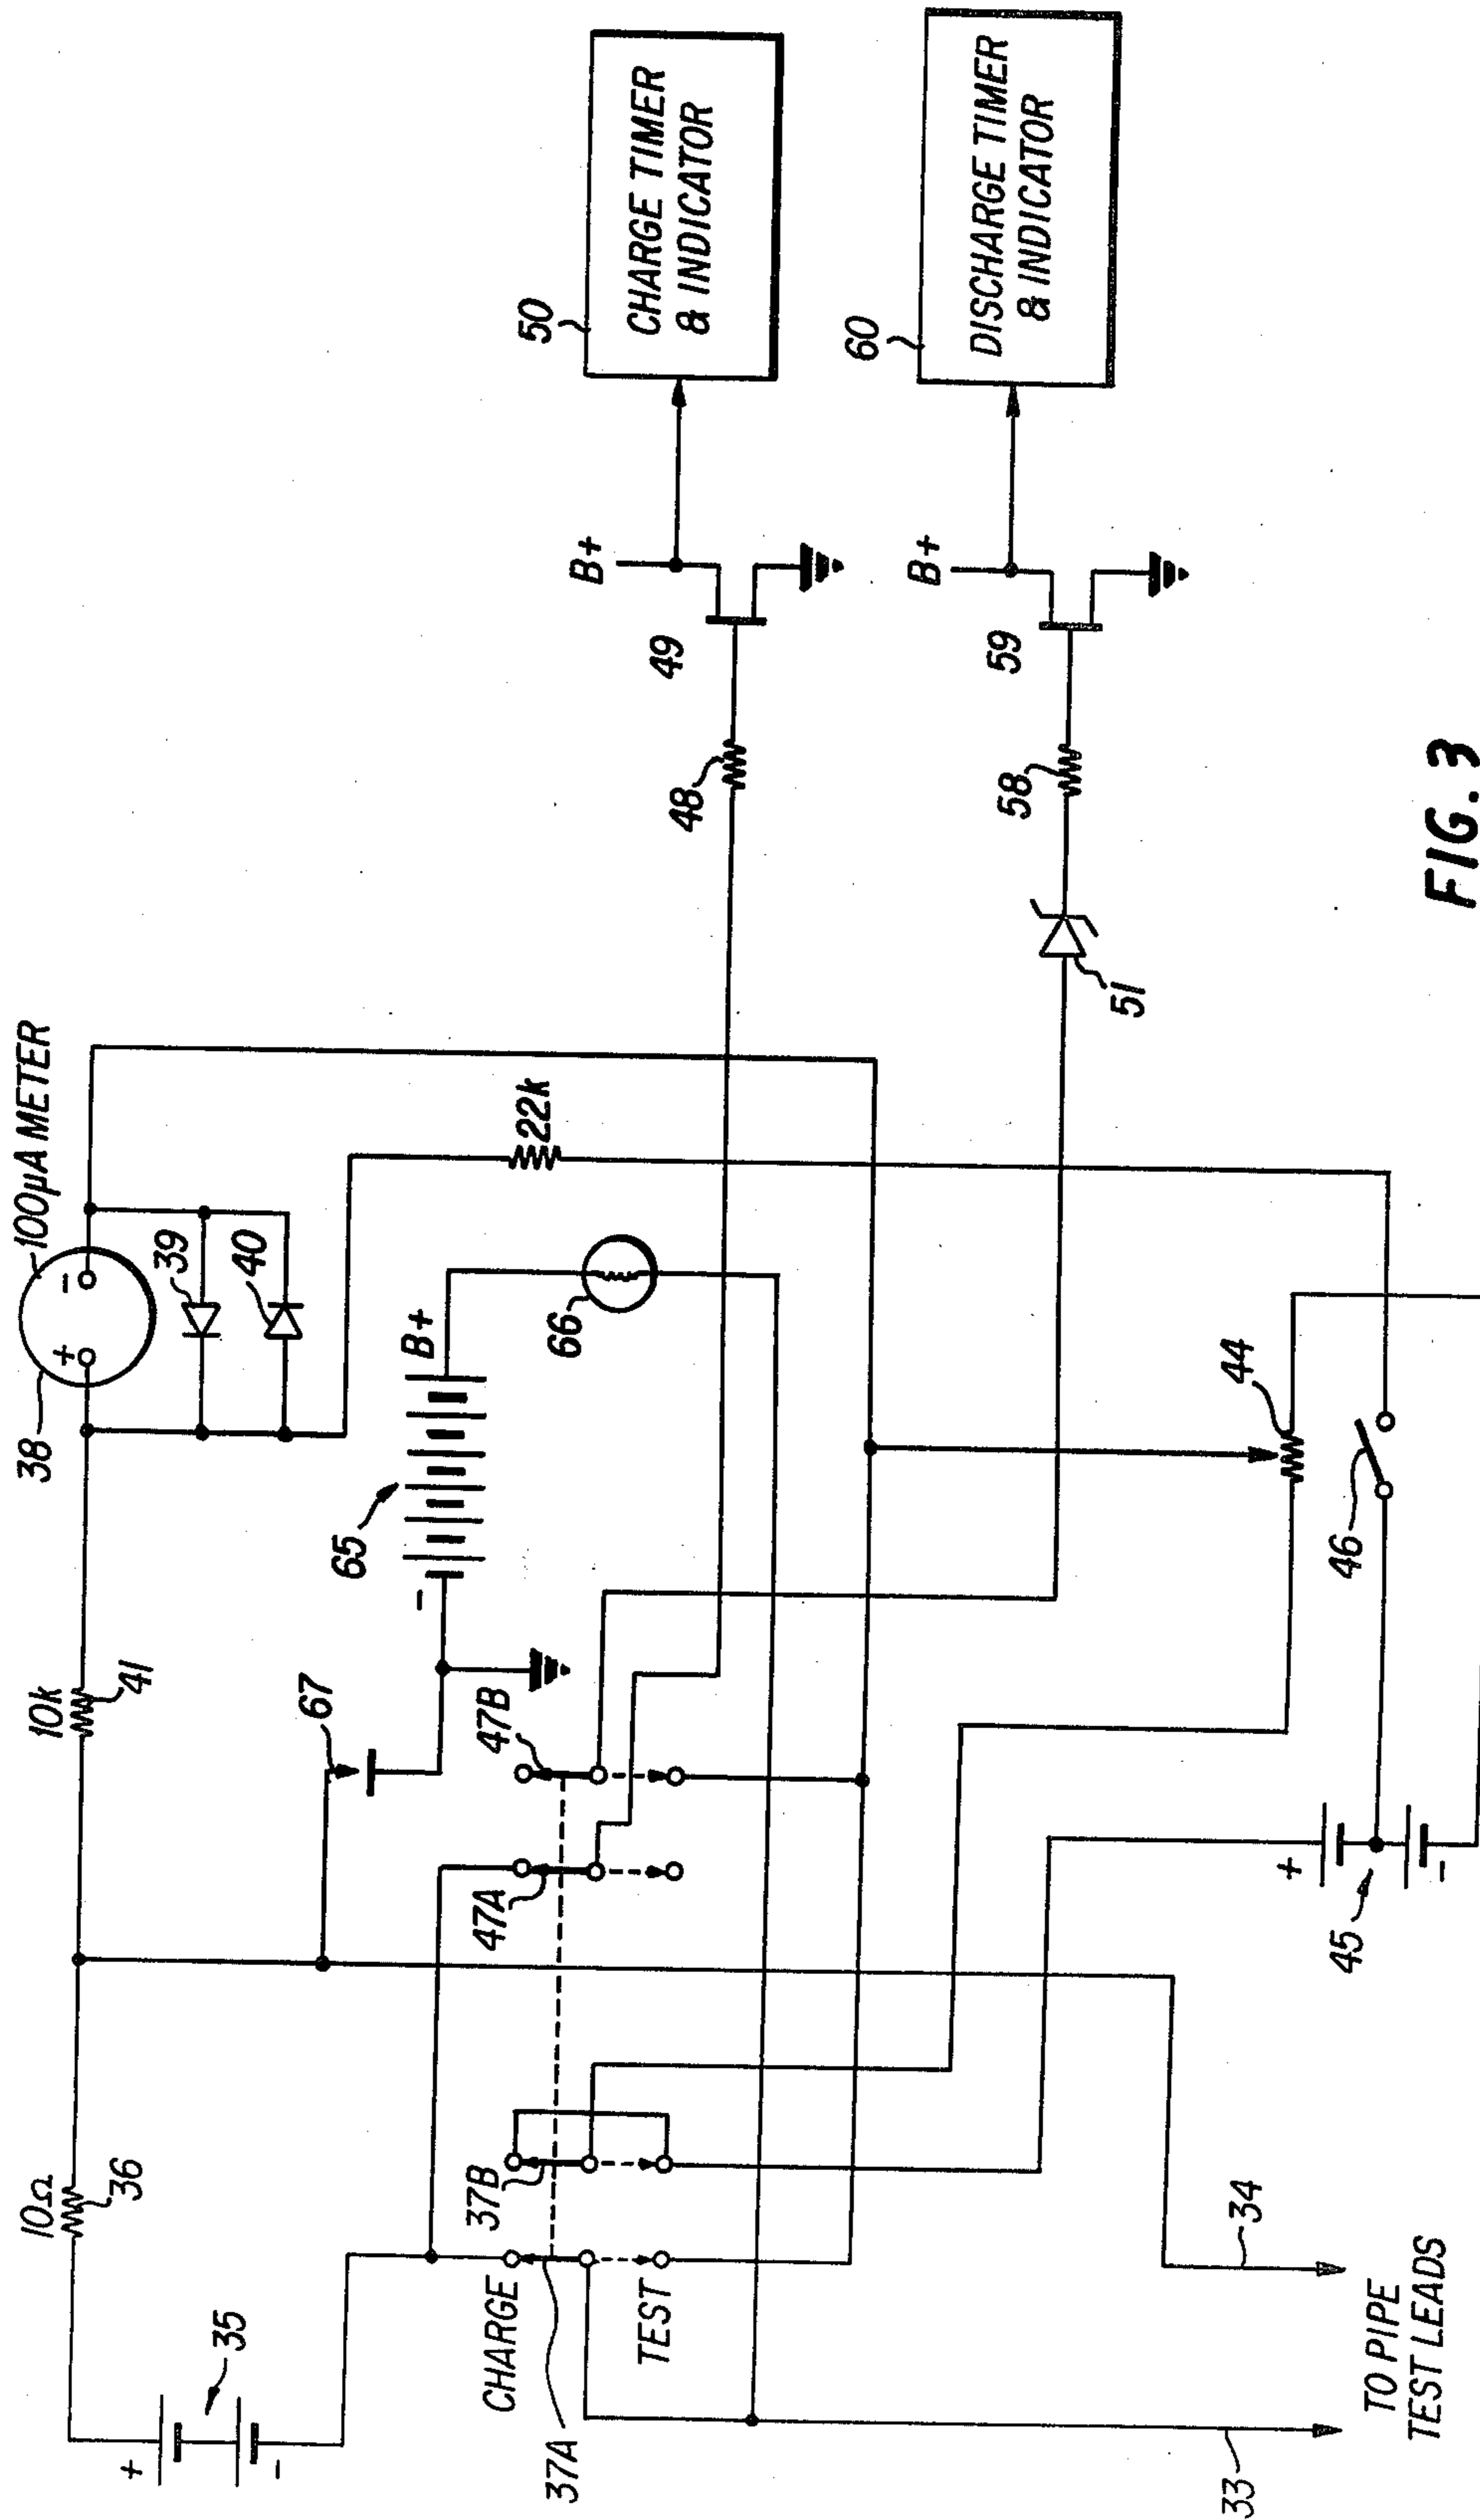 10Ω
36
+
35
-
CHARGE
37A
37B
TEST
33
34
TO PIPE
TEST LEADS
10k
41
67
47A
47B
38
100μA METER
+
-
39
40
65
-
B+
66
22k
44
45
+
-
46
48
49
B+
50
CHARGE TIMER
& INDICATOR
51
58
59
B+
60
DISCHARGE TIMER
& INDICATOR
FIG. 3